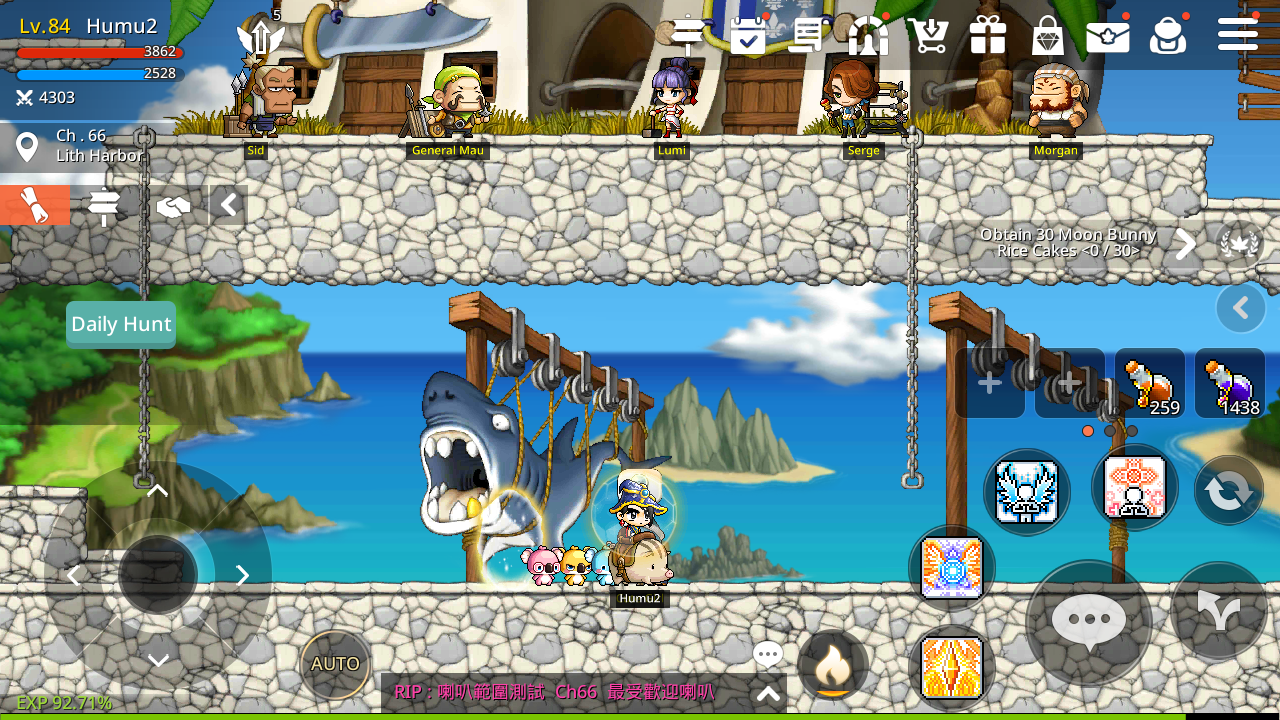 Lv.84 Humu2
5
3862
2528
4303
Ch . 66
Lith Harbor
Sid
General Mau
Lumi
Serge
Morgan
Obtain 30 Moon Bunny
Rice Cakes <0 / 30>
Daily Hunt
259
1438
Humu2
AUTO
RIP : 喇叭範圍測試 Ch66 最受歡迎喇叭
EXP 92.71%